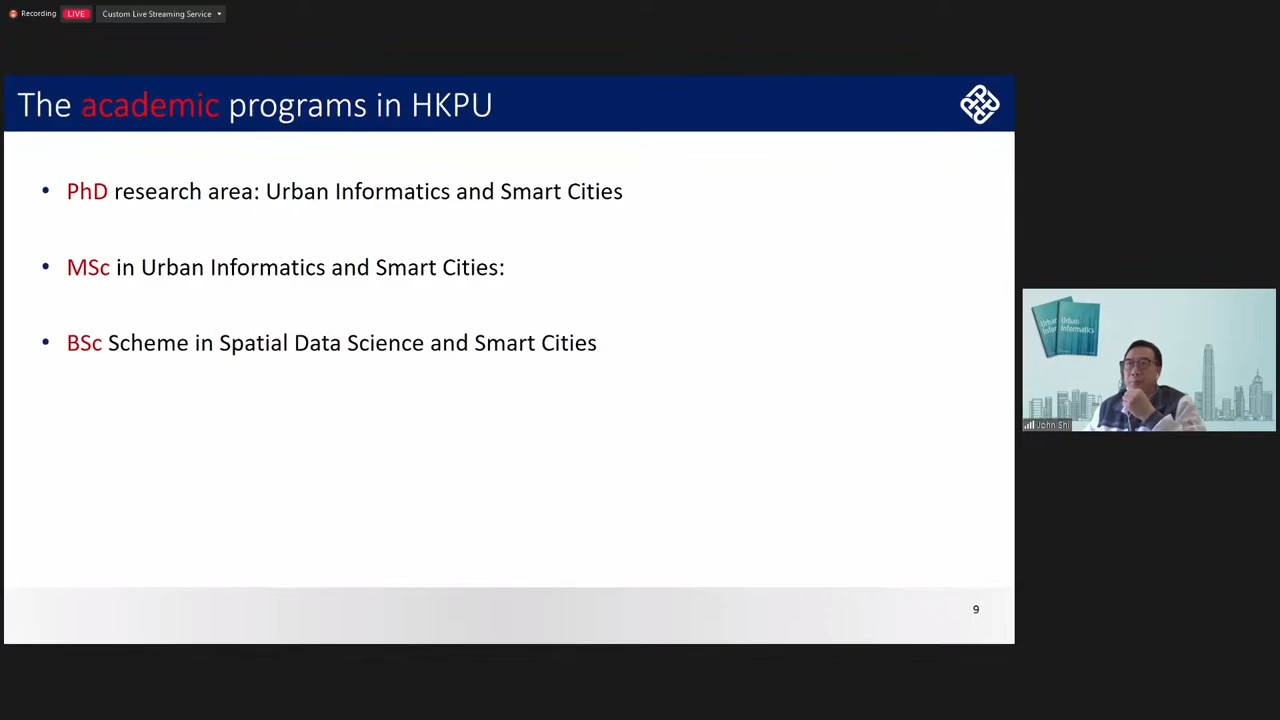 Recording
LIVE
Custom Live Streaming Service
The academic programs in HKPU
• PhD research area: Urban Informatics and Smart Cities
• MSc in Urban Informatics and Smart Cities:
• BSc Scheme in Spatial Data Science and Smart Cities
9
Urban
Informatics
John Shi